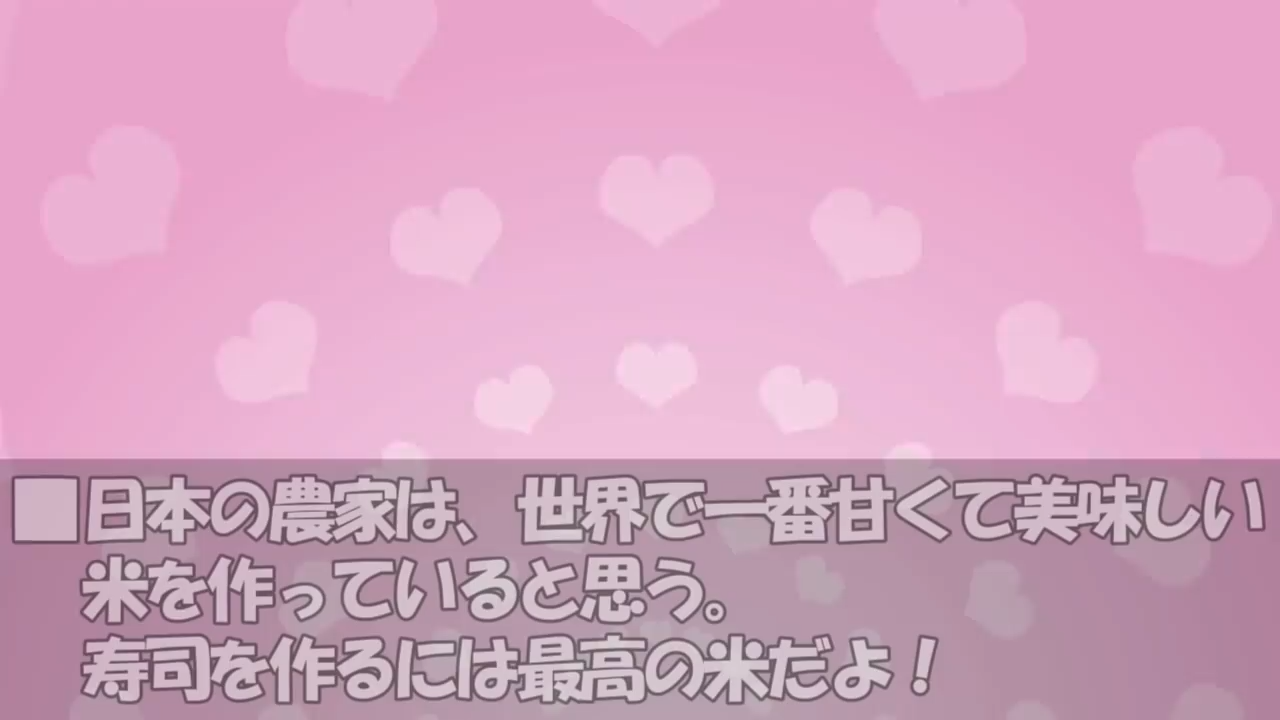 ■日本の農家は、世界で一番甘くて美味しい
米を作っていると思う。
寿司を作るには最高の米だよ！